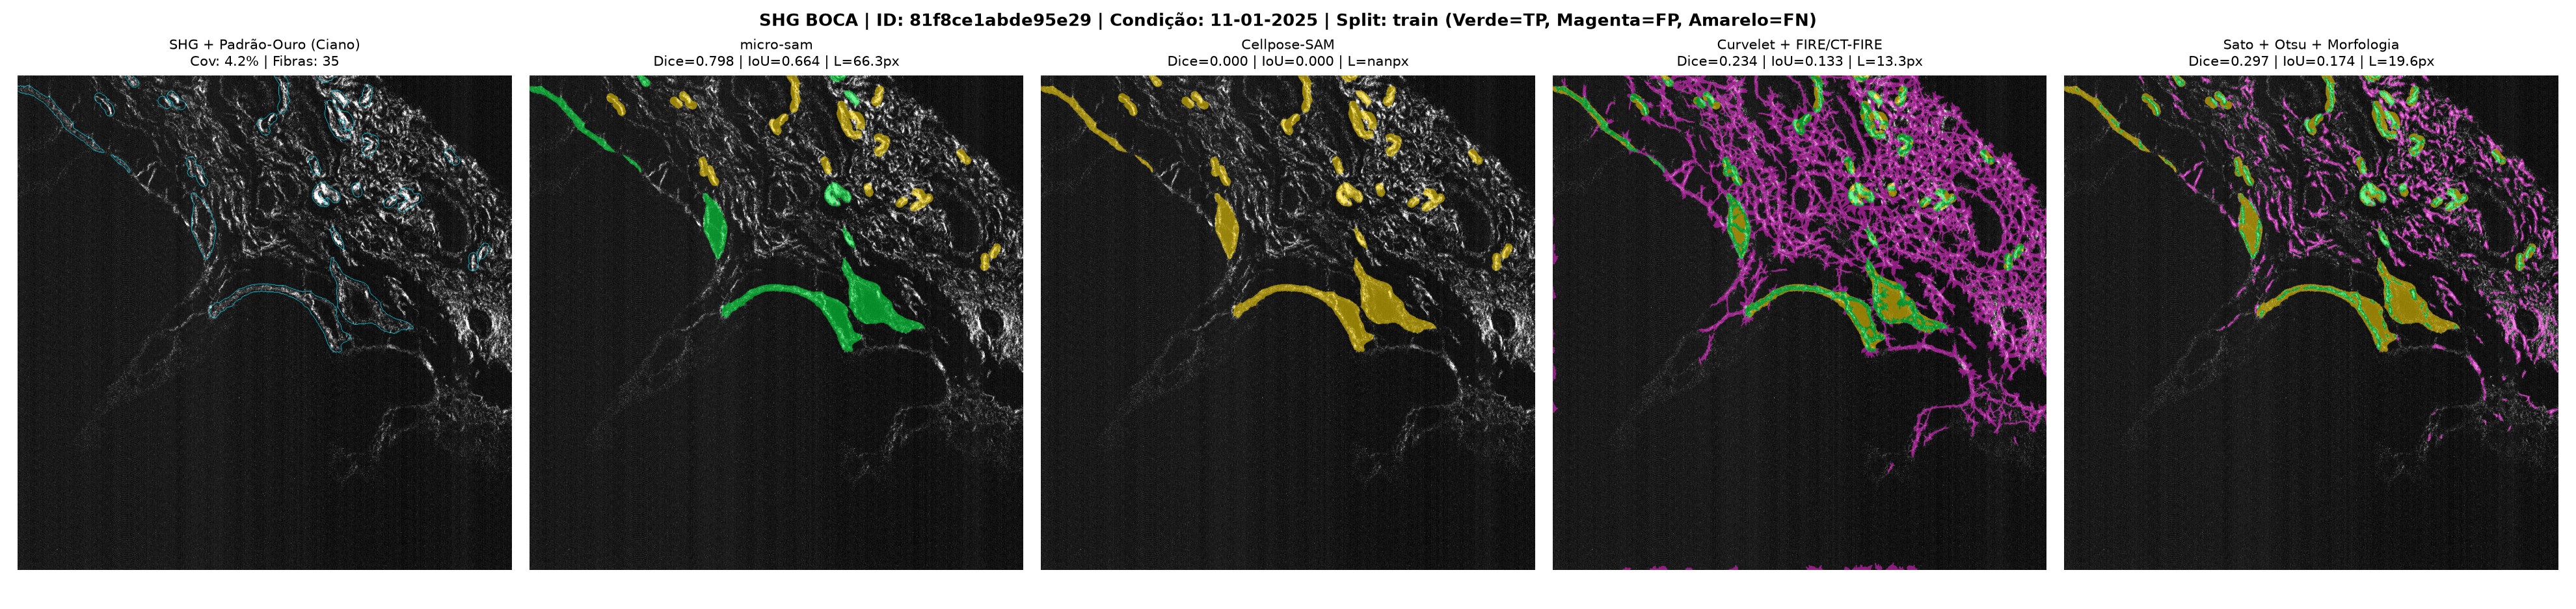 SHG BOCA | ID: 81f8ce1abde95e29 | Condição: 11-01-2025 | Split: train (Verde=TP, Magenta=FP, Amarelo=FN)
SHG + Padrão-Ouro (Ciano)
Cov: 4.2% | Fibras: 35
micro-sam
Dice=0.798 | IoU=0.664 | L=66.3px
Cellpose-SAM
Dice=0.000 | IoU=0.000 | L=nanpx
Curvelet + FIRE/CT-FIRE
Dice=0.234 | IoU=0.133 | L=13.3px
Sato + Otsu + Morfologia
Dice=0.297 | IoU=0.174 | L=19.6px